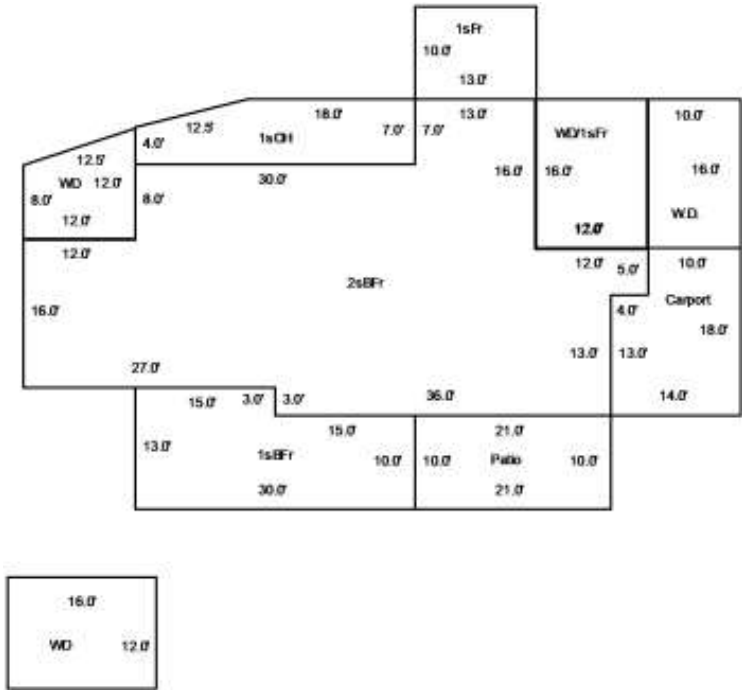 1sFr
10.0'
13.0'
18.0' 13.0' 10.0'
12.5' 4.0' 1sOH 7.0' 7.0' WD/1sFr
12.5'
WD 12.0' 30.0' 16.0' 16.0' 16.0'
8.0' 8.0'
12.0' 12.0' W.D.
12.0' 12.0' 5.0' 10.0'
2sBFr
16.0' 4.0' Carport
18.0'
13.0' 13.0'
27.0'
15.0' 3.0' 3.0' 36.0' 14.0'
15.0' 21.0'
13.0' 1sBFr 10.0' 10.0' Patio 10.0'
30.0' 21.0'
16.0'
WD 12.0'